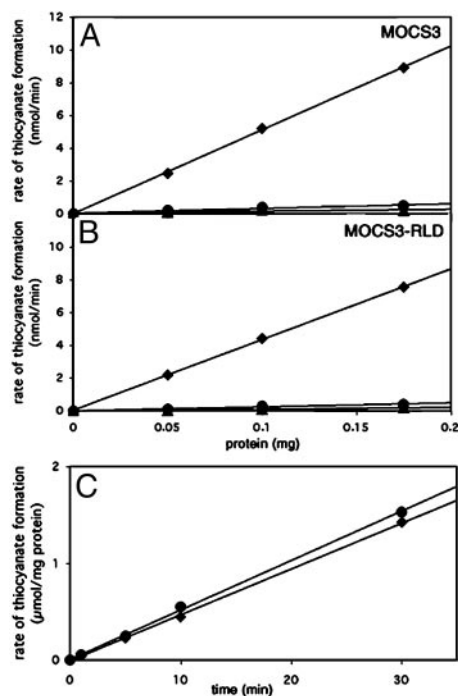 A
MOCS3
rate of thiocyanate formation
(nmol/min)
12
10
8
6
4
2
0
B
MOCS3-RLD
rate of thiocyanate formation
(nmol/min)
10
8
6
4
2
0
0 0.05 0.1 0.15 0.2
protein (mg)
C
rate of thiocyanate formation
(µmol/mg protein)
2
1
0
0 10 20 30
time (min)